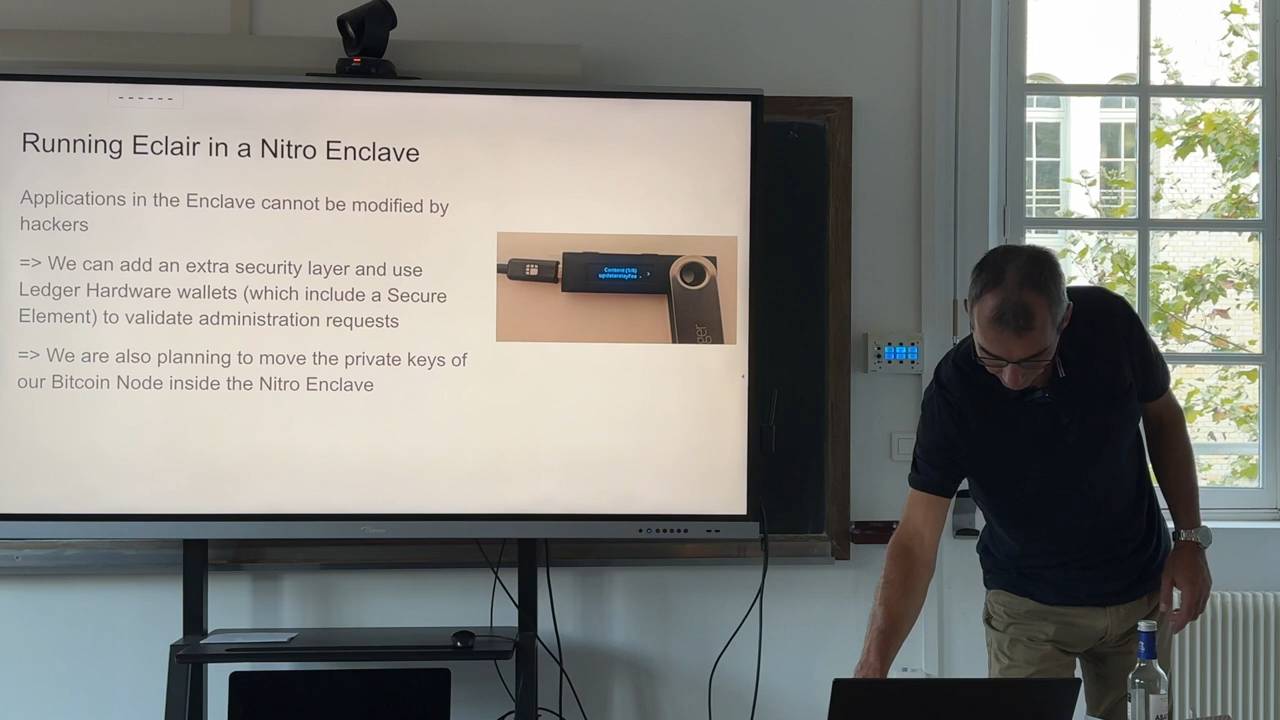 Running Eclair in a Nitro Enclave
Applications in the Enclave cannot be modified by
hackers
=> We can add an extra security layer and use
Ledger Hardware wallets (which include a Secure
Element) to validate administration requests
=> We are also planning to move the private keys of
our Bitcoin Node inside the Nitro Enclave